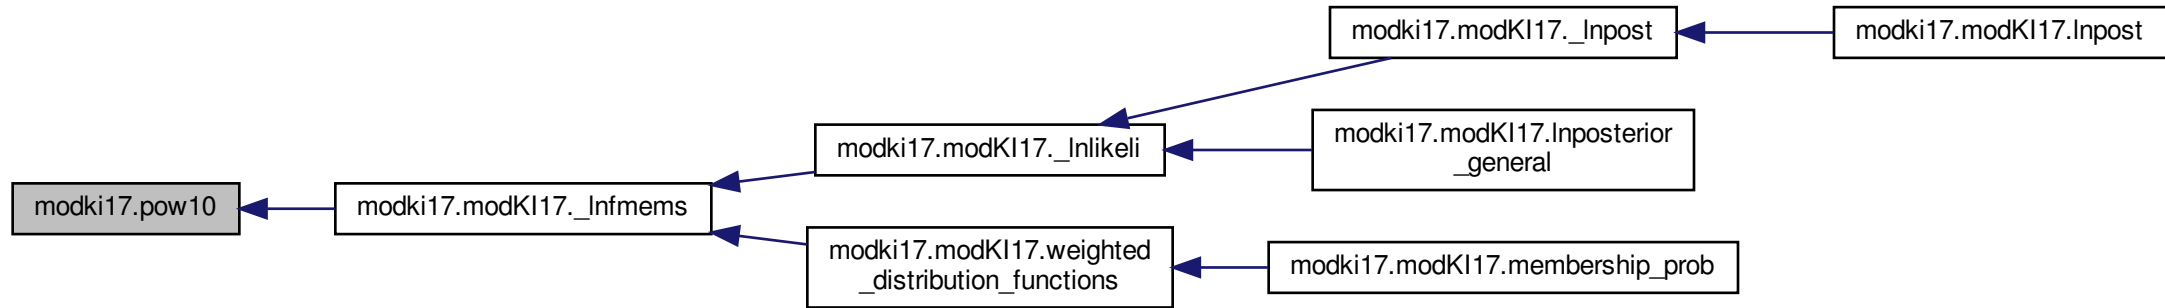 modki17.modKI17._lnpost
modki17.modKI17.lnpost
modki17.modKI17.lnposterior
_general
modki17.modKI17._lnlikeli
modki17.pow10
modki17.modKI17._lnfmems
modki17.modKI17.weighted
_distribution_functions
modki17.modKI17.membership_prob